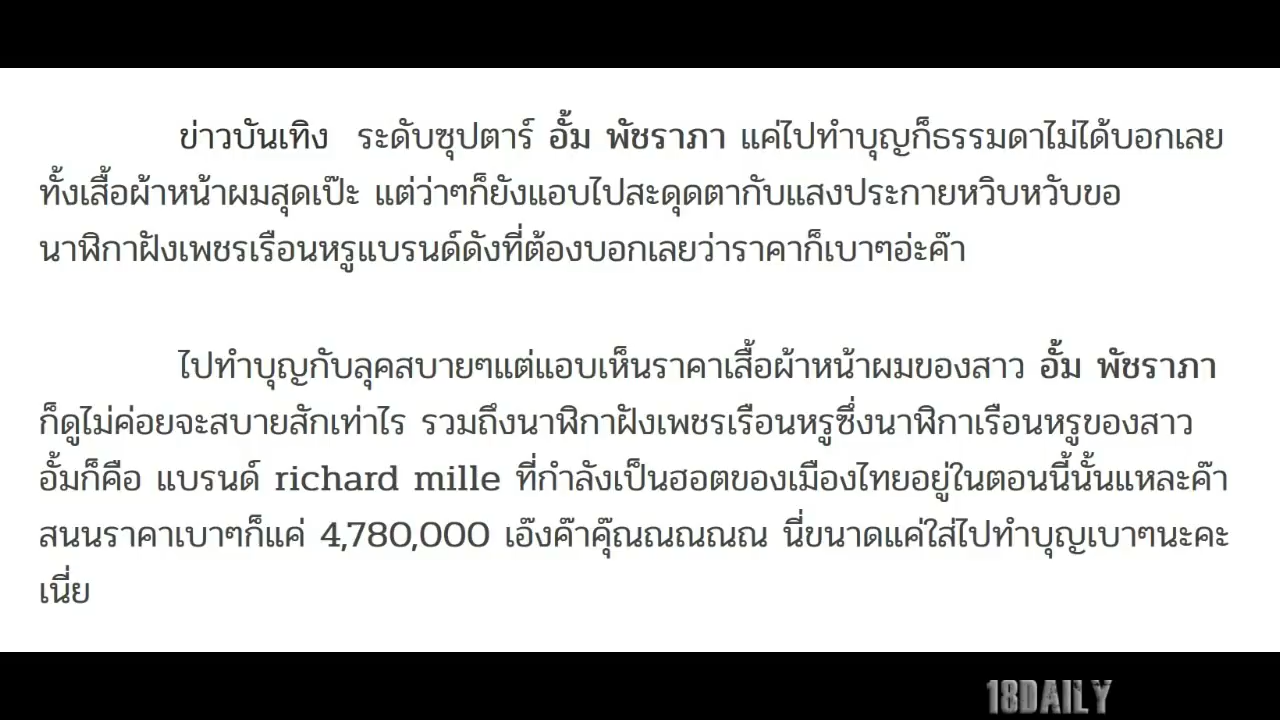 ข่าวบันเทิง ระดับซุปตาร์ อั้ม พัชราภา แค่ไปทำบุญก็ธรรมดาไม่ได้บอกเลย
ทั้งเสื้อผ้าหน้าผมสุดเป๊ะ แต่ว่าๆก็ยังแอบไปสะดุดตากับแสงประกายหวิบหวับขอ
นาฬิกาฝังเพชรเรือนหรูแบรนด์ดังที่ต้องบอกเลยว่าราคาก็เบาๆอ่ะค๊า
ไปทำบุญกับลุคสบายๆแต่แอบเห็นราคาเสื้อผ้าหน้าผมของสาว อั้ม พัชราภา
ก็ดูไม่ค่อยจะสบายสักเท่าไร รวมถึงนาฬิกาฝังเพชรเรือนหรูซึ่งนาฬิกาเรือนหรูของสาว
อั้มก็คือ แบรนด์ richard mille ที่กำลังเป็นฮอตของเมืองไทยอยู่ในตอนนี้นั้นแหละค๊า
สนนราคาเบาๆก็แค่ 4,780,000 เอ๊งค๊าคุ๊ณณณณณ นี่ขนาดแค่ใส่ไปทำบุญเบาๆนะคะ
เนี่ย
18DAILY